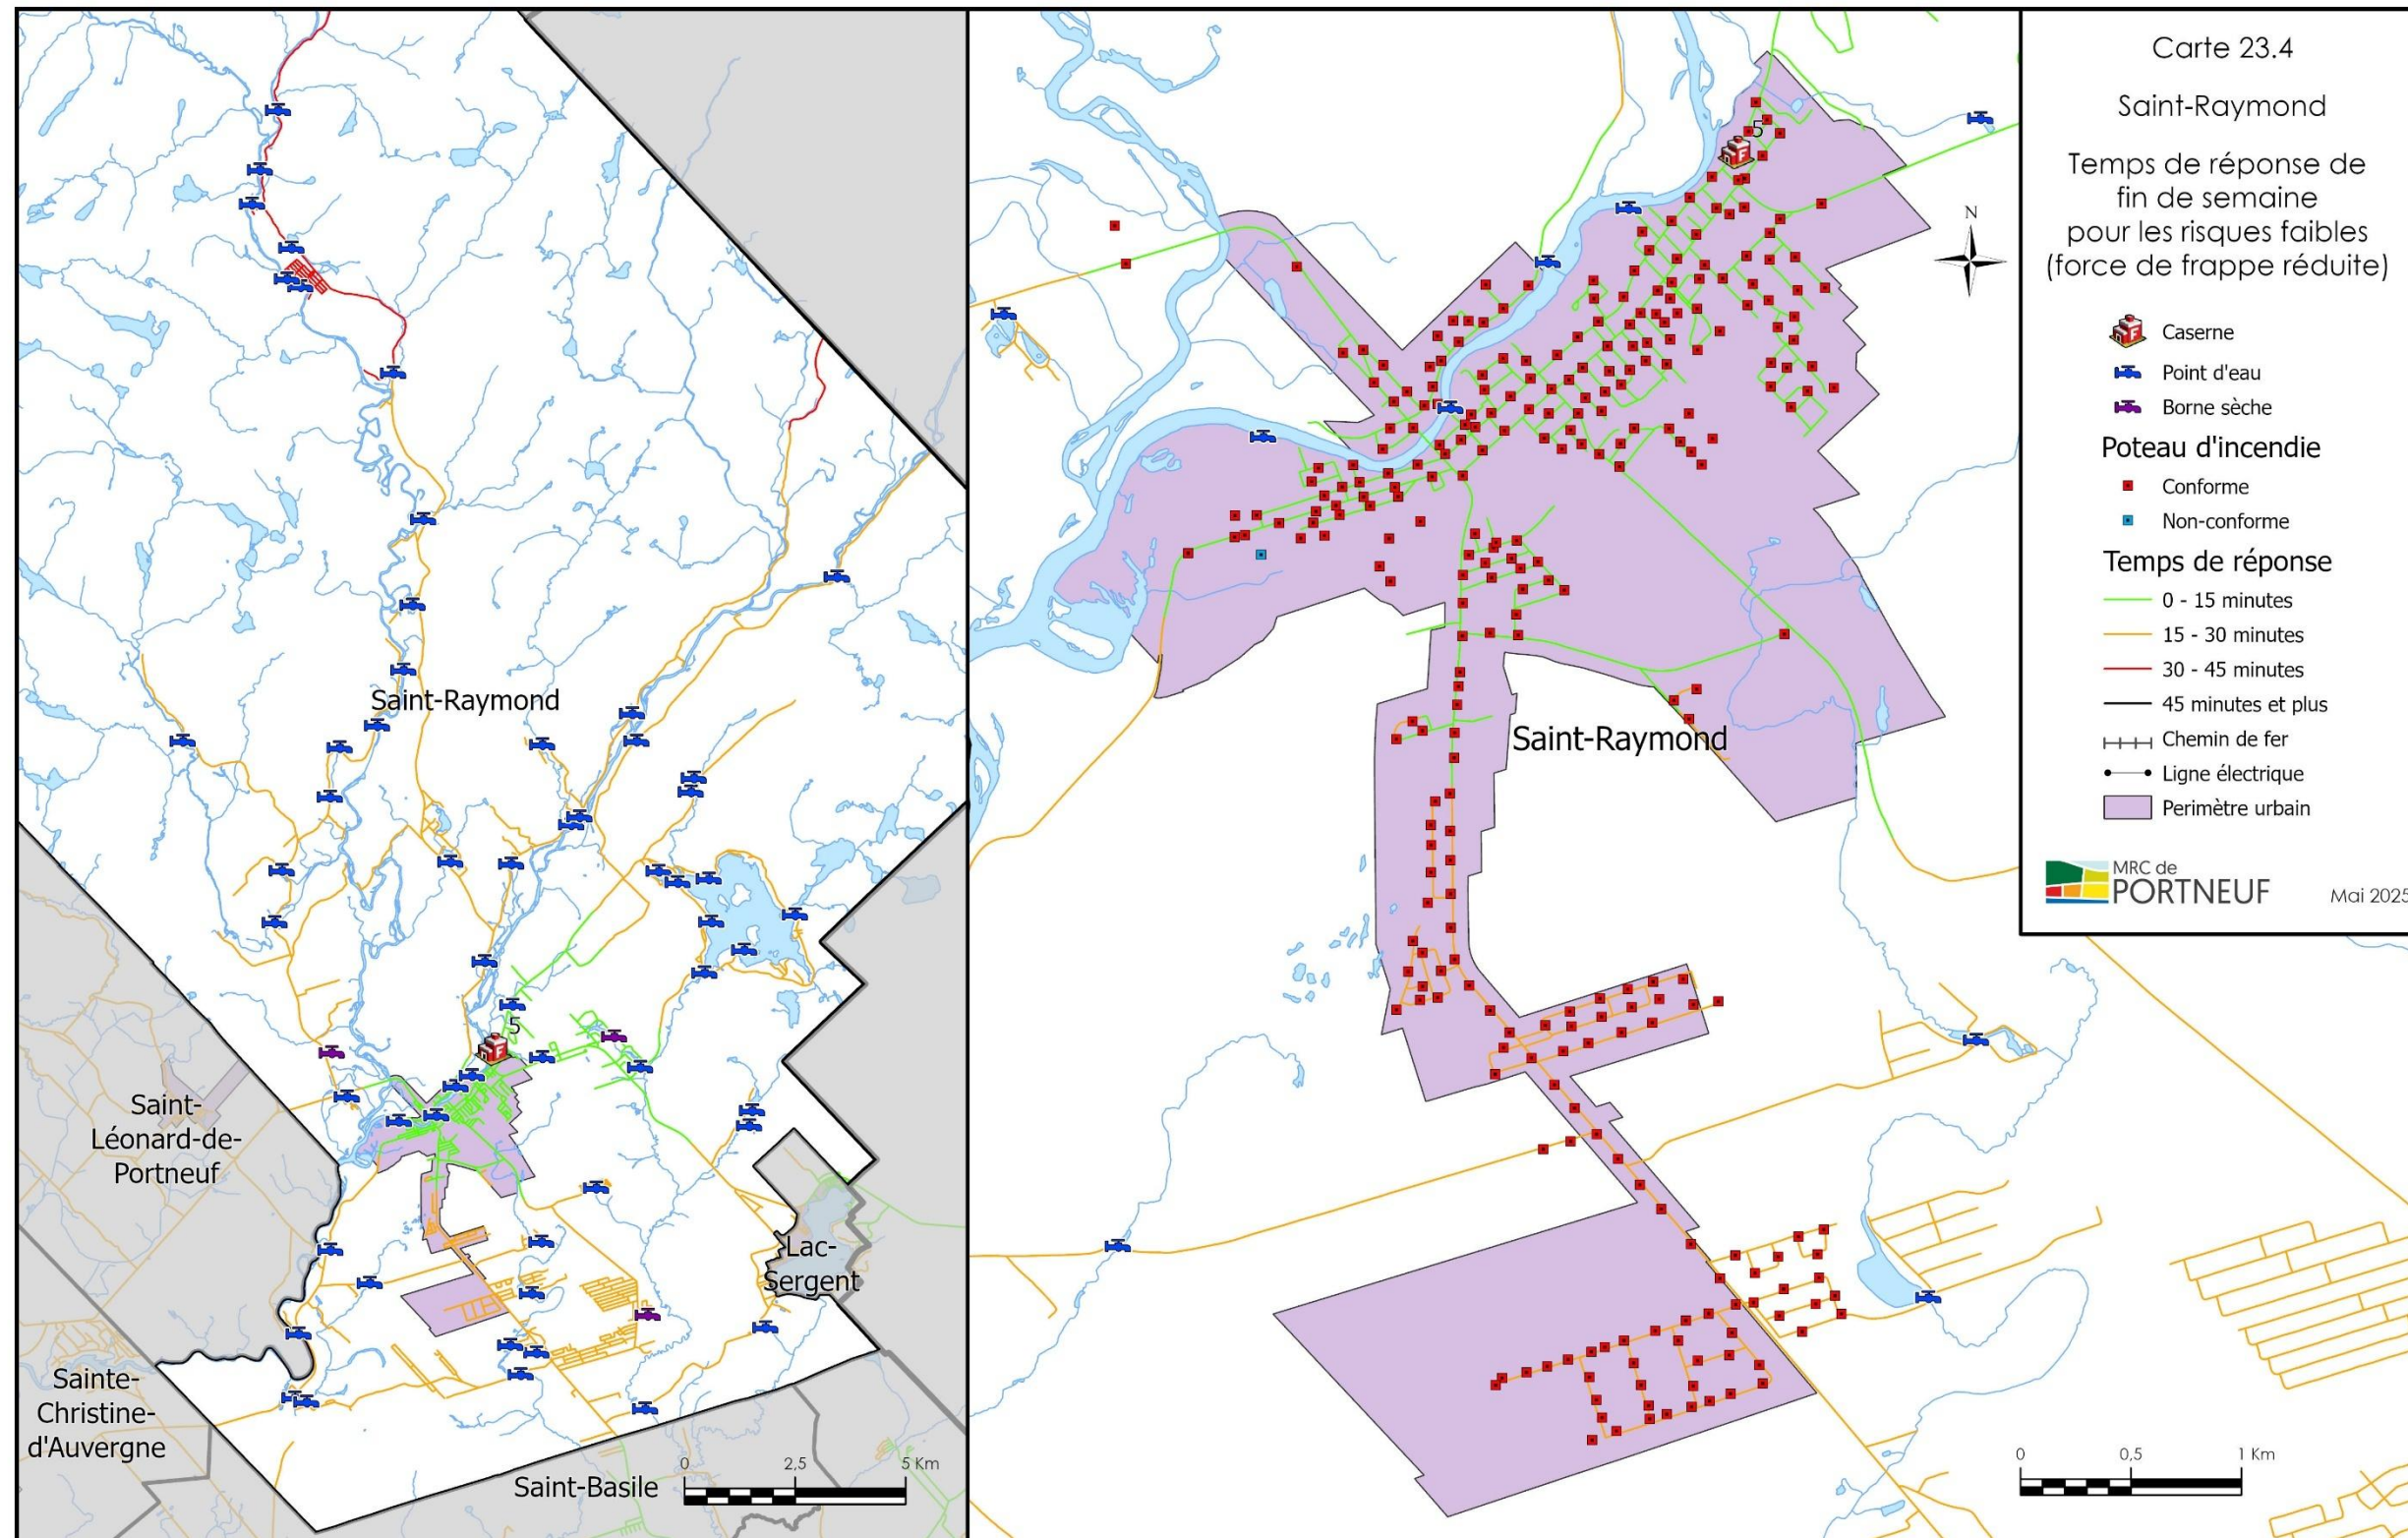 Saint-Raymond
5
Saint-
Léonard-de-
Portneuf
Lac-
Sergent
Sainte-
Christine-
d'Auvergne
Saint-Basile
0 2,5 5 Km
5
Saint-Raymond
N
0 0,5 1 Km
Carte 23.4
Saint-Raymond
Temps de réponse de
fin de semaine
pour les risques faibles
(force de frappe réduite)
Caserne
Point d'eau
Borne sèche
Poteau d'incendie
Conforme
Non-conforme
Temps de réponse
0 - 15 minutes
15 - 30 minutes
30 - 45 minutes
45 minutes et plus
Chemin de fer
Ligne électrique
Perimètre urbain
MRC de
PORTNEUF
Mai 2025